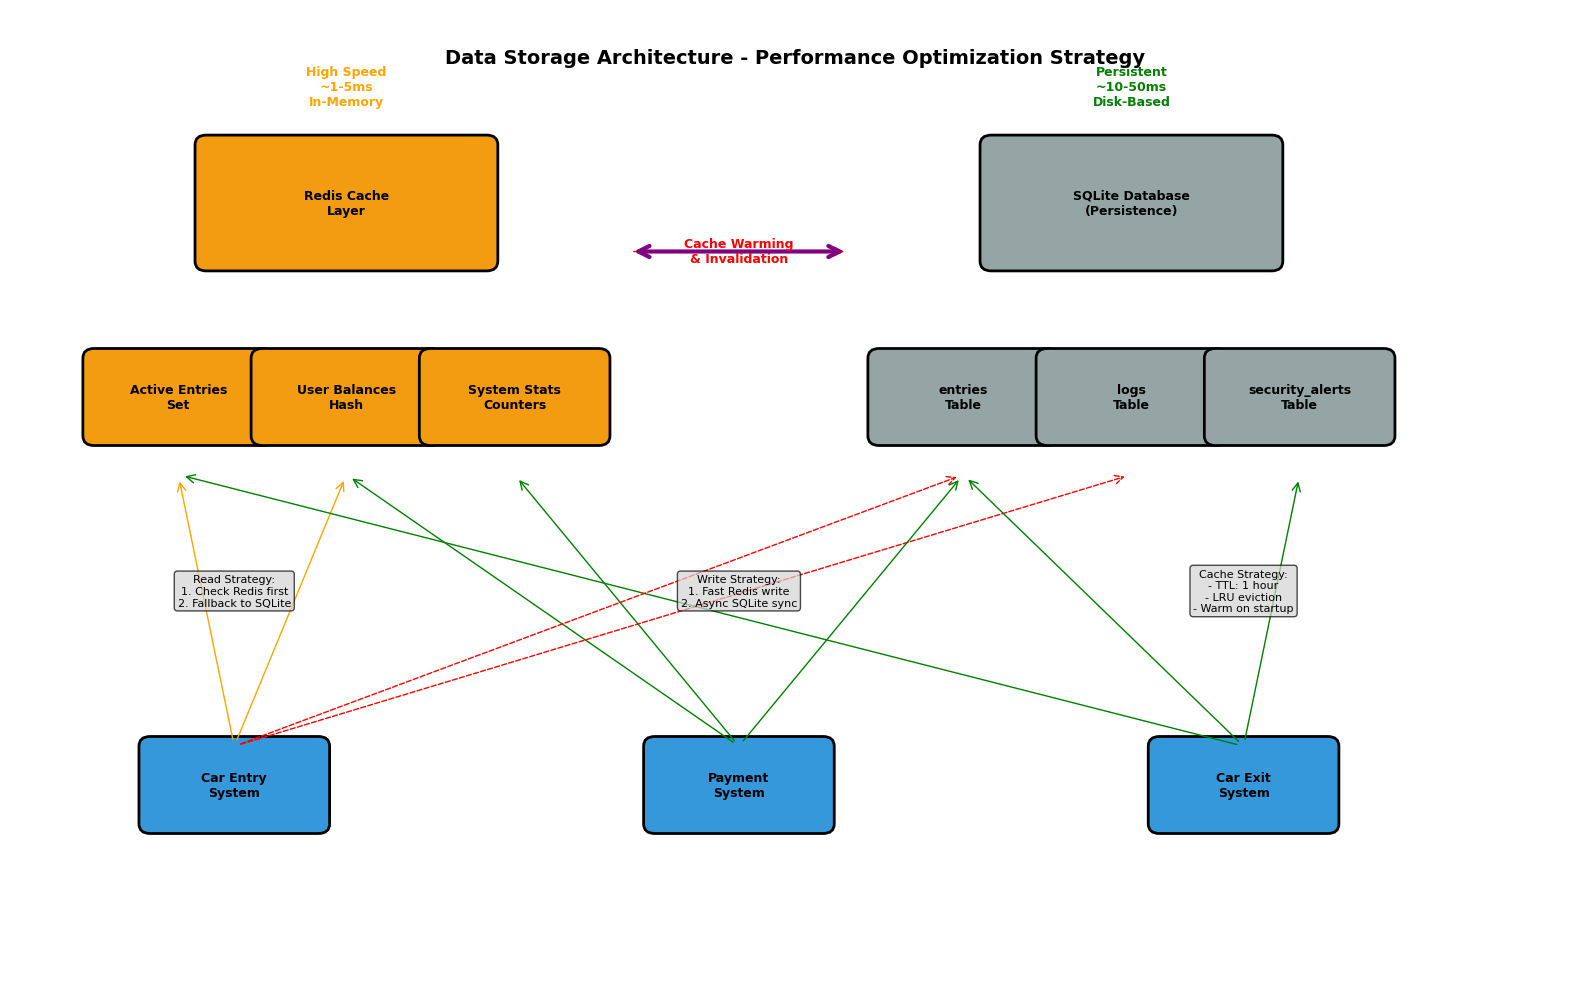 Data Storage Architecture - Performance Optimization Strategy
High Speed
~1-5ms
In-Memory
Persistent
~10-50ms
Disk-Based
Redis Cache
Layer
SQLite Database
(Persistence)
Cache Warming
& Invalidation
Active Entries
Set
User Balances
Hash
System Stats
Counters
entries
Table
logs
Table
security_alerts
Table
Read Strategy:
1. Check Redis first
2. Fallback to SQLite
Write Strategy:
1. Fast Redis write
2. Async SQLite sync
Cache Strategy:
- TTL: 1 hour
- LRU eviction
- Warm on startup
Car Entry
System
Payment
System
Car Exit
System